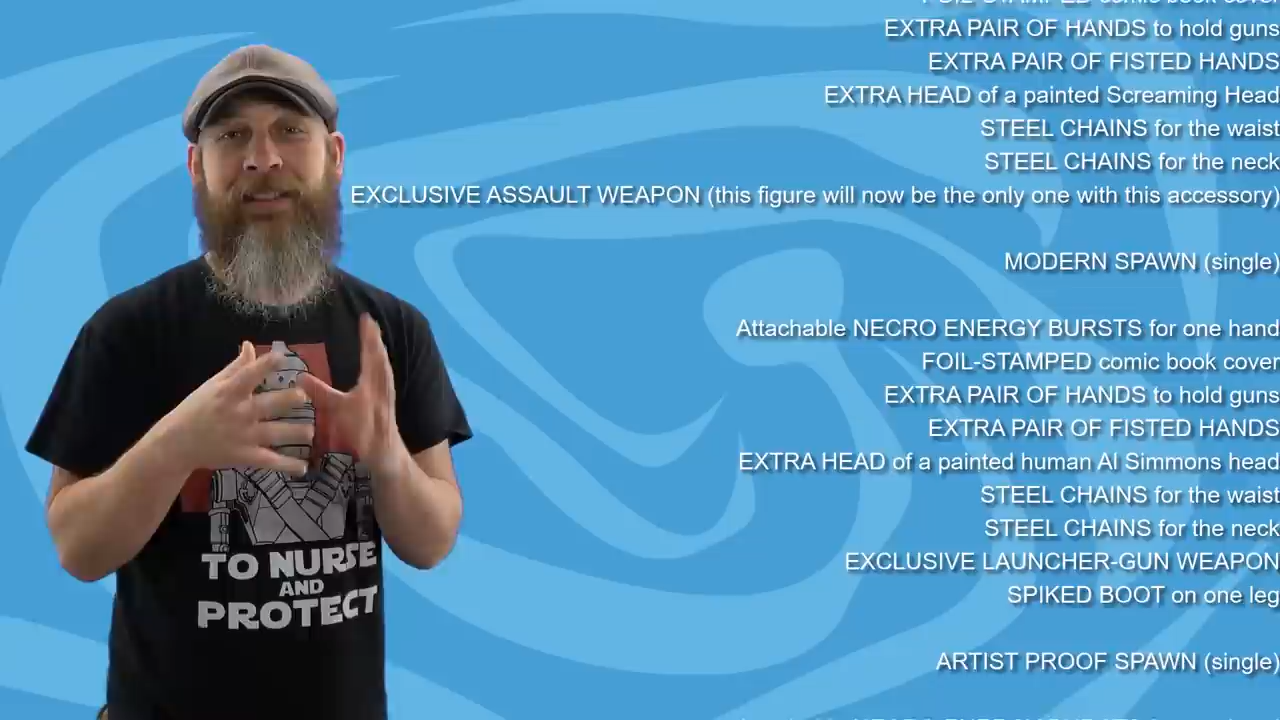 FOIL-STAMPED comic book cover
EXTRA PAIR OF HANDS to hold guns
EXTRA PAIR OF FISTED HANDS
EXTRA HEAD of a painted Screaming Head
STEEL CHAINS for the waist
STEEL CHAINS for the neck
EXCLUSIVE ASSAULT WEAPON (this figure will now be the only one with this accessory)
MODERN SPAWN (single)
Attachable NECRO ENERGY BURSTS for one hand
FOIL-STAMPED comic book cover
EXTRA PAIR OF HANDS to hold guns
EXTRA PAIR OF FISTED HANDS
EXTRA HEAD of a painted human Al Simmons head
STEEL CHAINS for the waist
STEEL CHAINS for the neck
EXCLUSIVE LAUNCHER-GUN WEAPON
SPIKED BOOT on one leg
ARTIST PROOF SPAWN (single)
TO NURSE
AND
PROTECT